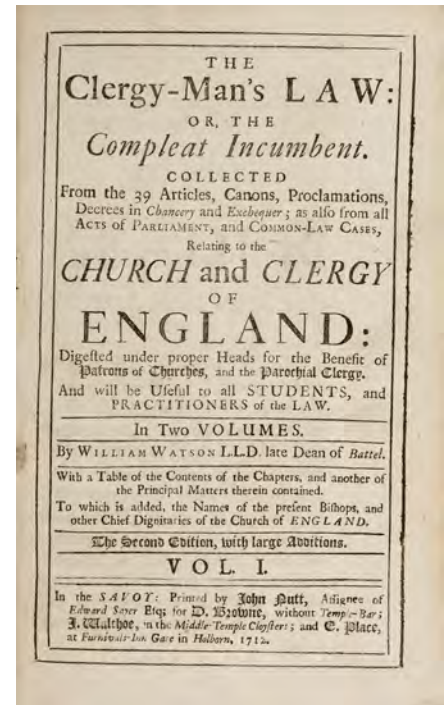 THE
Clergy-Man's LAW:
OR, THE
Compleat Incumbent.
COLLECTED
From the 39 Articles, Canons, Proclamations,
Decrees in Chancery and Exchequer; as alſo from all
ACTS of PARLIAMENT, and COMMON-LAW CASES,
Relating to the
CHURCH and CLERGY
OF
ENGLAND:
Digeſted under proper Heads for the Benefit of
Patrons of Churches, and the Parochial Clergy.
And will be Uſeful to all STUDENTS, and
PRACTITIONERS of the LAW.
In Two VOLUMES.
By WILLIAM WATSON L.L.D. late Dean of Battel.
With a Table of the Contents of the Chapters, and another of
the Principal Matters therein contained.
To which is added, the Names of the preſent Biſhops, and
other Chief Dignitaries of the Church of ENGLAND.
The Second Edition, with large Additions.
VOL. I.
In the SAVOY: Printed by John Nutt, Aſſignee of
Edward Sayer Eſq; for D. Browne, without Temple-Bar;
J. Walthoe, in the Middle-Temple Cloyſters; and E. Place,
at Furnivals-Inn Gate in Holborn, 1712.